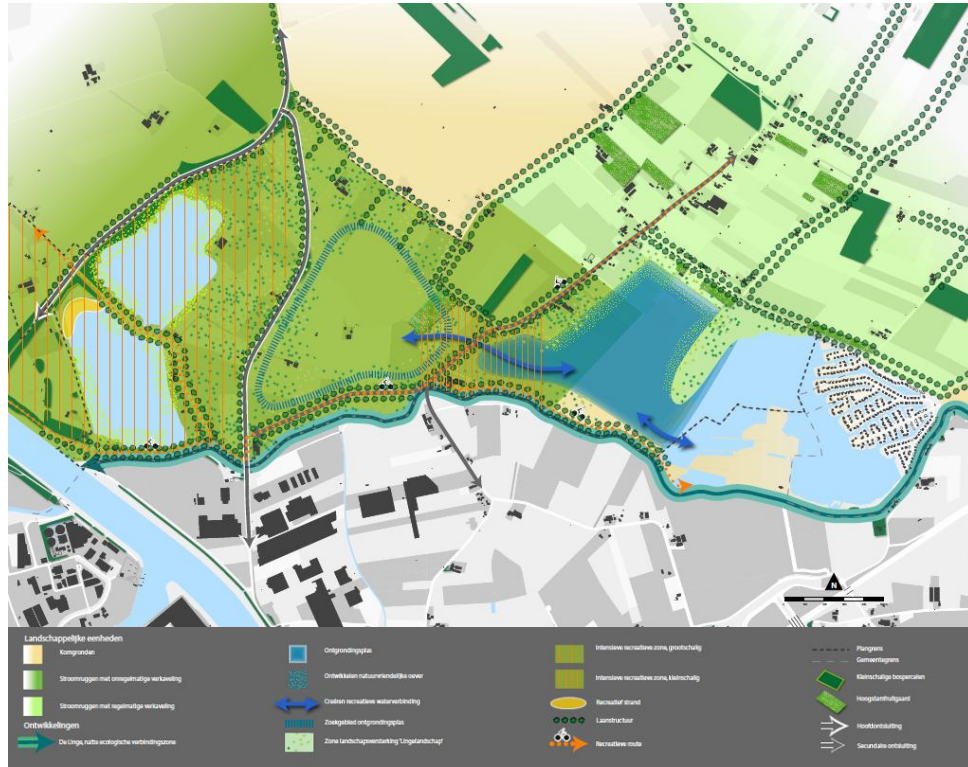 N
Landschappelijke eenheden
Komgronden
Stroomruggen met onregelmatige verkaveling
Stroomruggen met regelmatige verkaveling
Ontwikkelingen
De Linge, natte ecologische verbindingszone
Ontgrondingsplas
Ontwikkelen natuurvriendelijke oever
Creëren recreatieve waterverbinding
Zoekgebied ontgrondingsplas
Zone landschapsversterking 'Lingelandschap'
Intensieve recreatieve zone, grootschalig
Intensieve recreatieve zone, kleinschalig
Recreatief strand
Laanstructuur
Recreatieve route
Plangrens
Gemeentegrens
Kleinschalige bospercelen
Hoogstamfruitgaard
Hoofdontsluiting
Secundaire ontsluiting